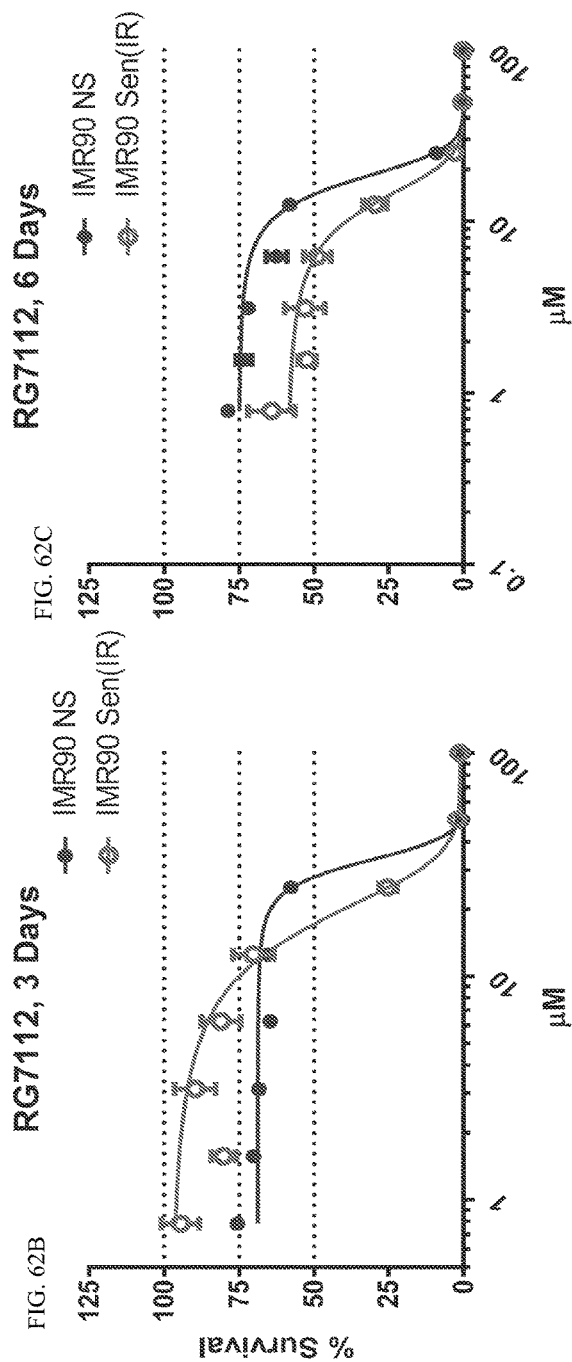 FIG. 62B
RG7112, 3 Days
IMR90 NS
IMR90 Sen(IR)
% Survival
125
100
75
50
25
0
1
10
100
µM
FIG. 62C
RG7112, 6 Days
IMR90 NS
IMR90 Sen(IR)
125
100
75
50
25
0
0.1
1
10
100
µM